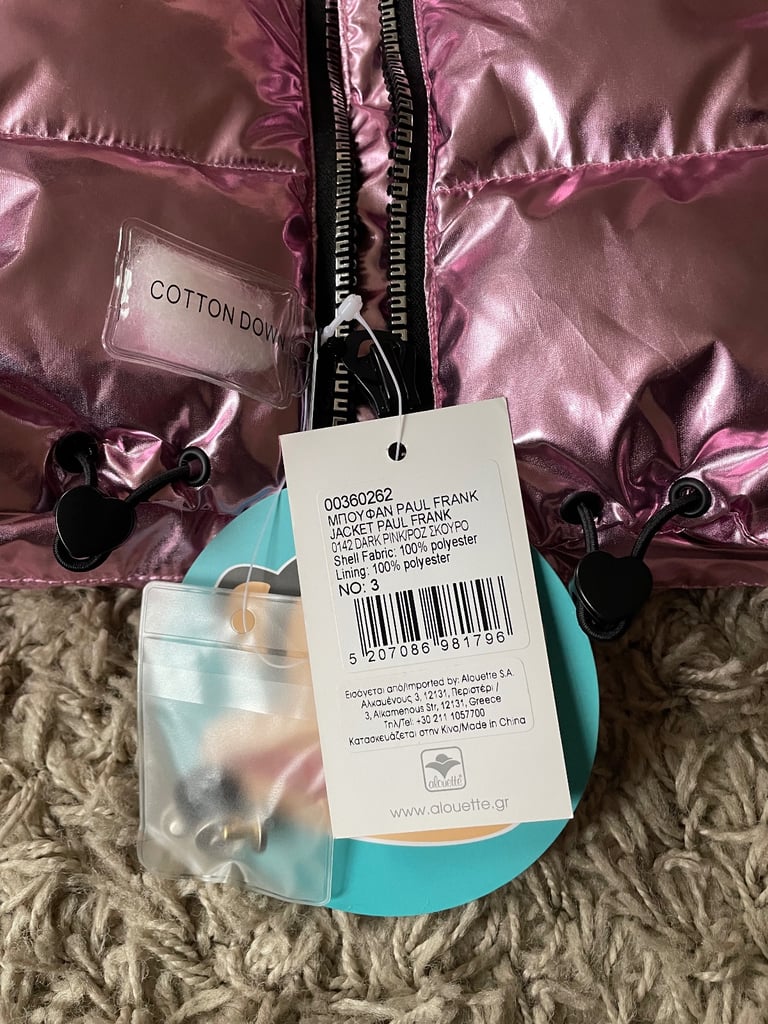 COTTON DOWN
00360262
ΜΠΟΥΦΑΝ PAUL FRANK
JACKET PAUL FRANK
0142 DARK PINK/ΡΟΖ ΣΚΟΥΡΟ
Shell Fabric: 100% polyester
Lining: 100% polyester
NO: 3
5 207086 981796
Εισάγεται από/imported by: Alouette S.A.
Αλκαμένους 3, 12131, Περιστέρι /
3, Alkamenous Str, 12131, Greece
Τηλ/Tel: +30 211 1057700
Κατασκευάζεται στην Κίνα/Made in China
alouette
www.alouette.gr